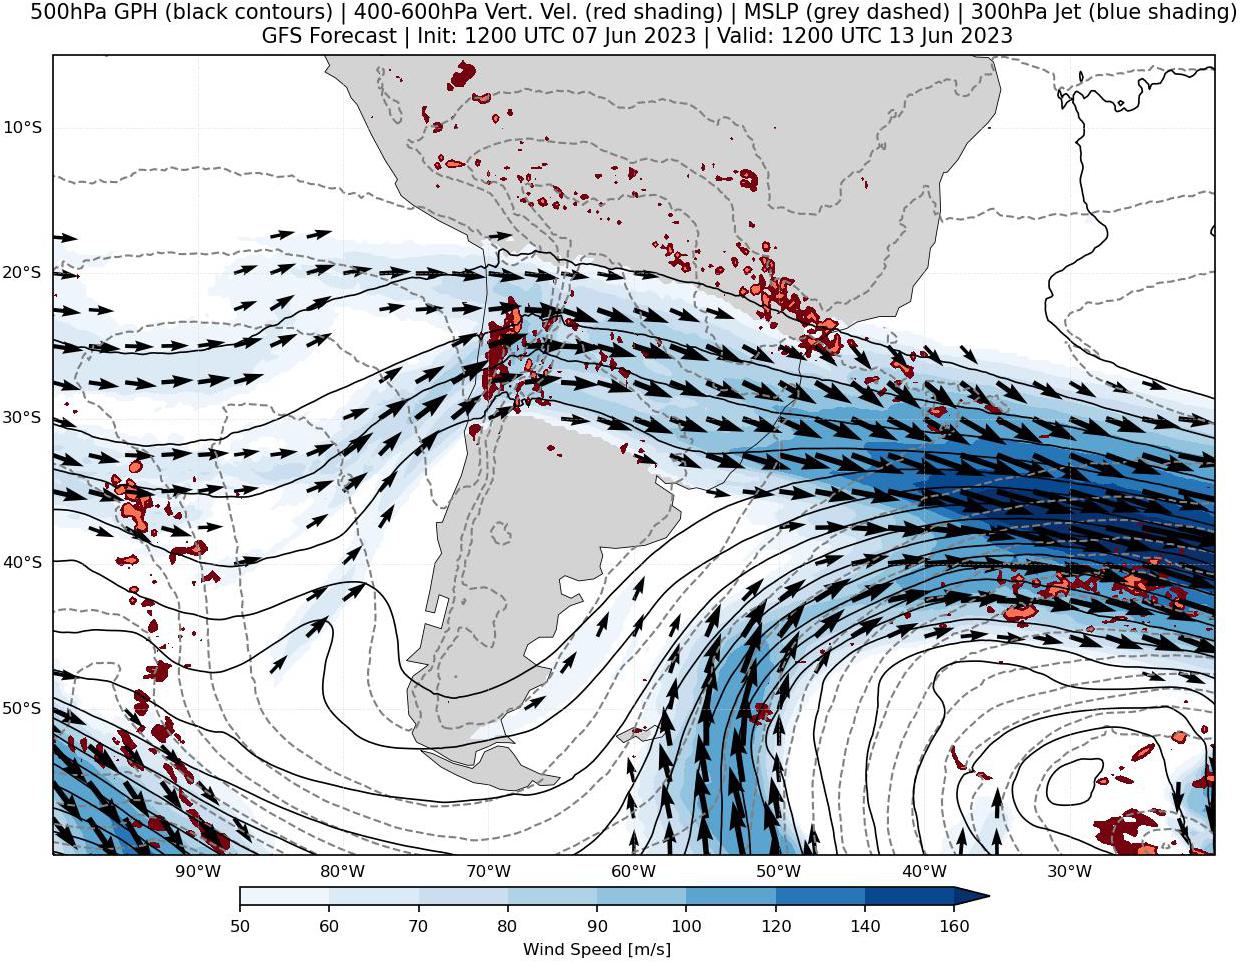 500hPa GPH (black contours) | 400-600hPa Vert. Vel. (red shading) | MSLP (grey dashed) | 300hPa Jet (blue shading)
GFS Forecast | Init: 1200 UTC 07 Jun 2023 | Valid: 1200 UTC 13 Jun 2023
10°S
20°S
30°S
40°S
50°S
90°W 80°W 70°W 60°W 50°W 40°W 30°W
50 60 70 80 90 100 120 140 160
Wind Speed [m/s]